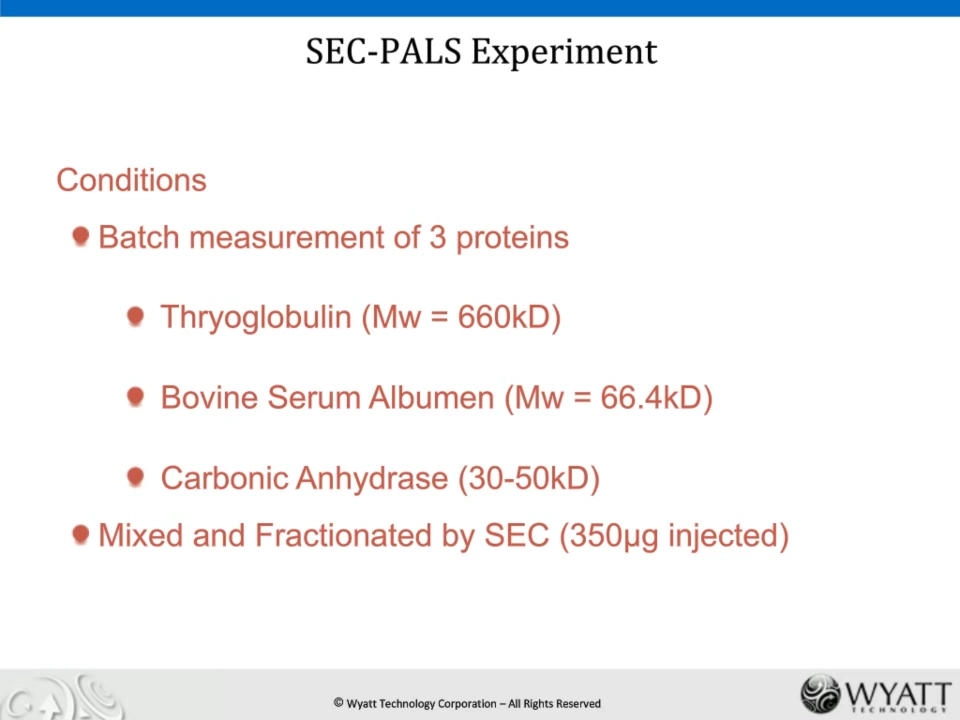 SEC-PALS Experiment
Conditions
Batch measurement of 3 proteins
Thryoglobulin (Mw = 660kD)
Bovine Serum Albumen (Mw = 66.4kD)
Carbonic Anhydrase (30-50kD)
Mixed and Fractionated by SEC (350µg injected)
© Wyatt Technology Corporation – All Rights Reserved
WYATT
TECHNOLOGY